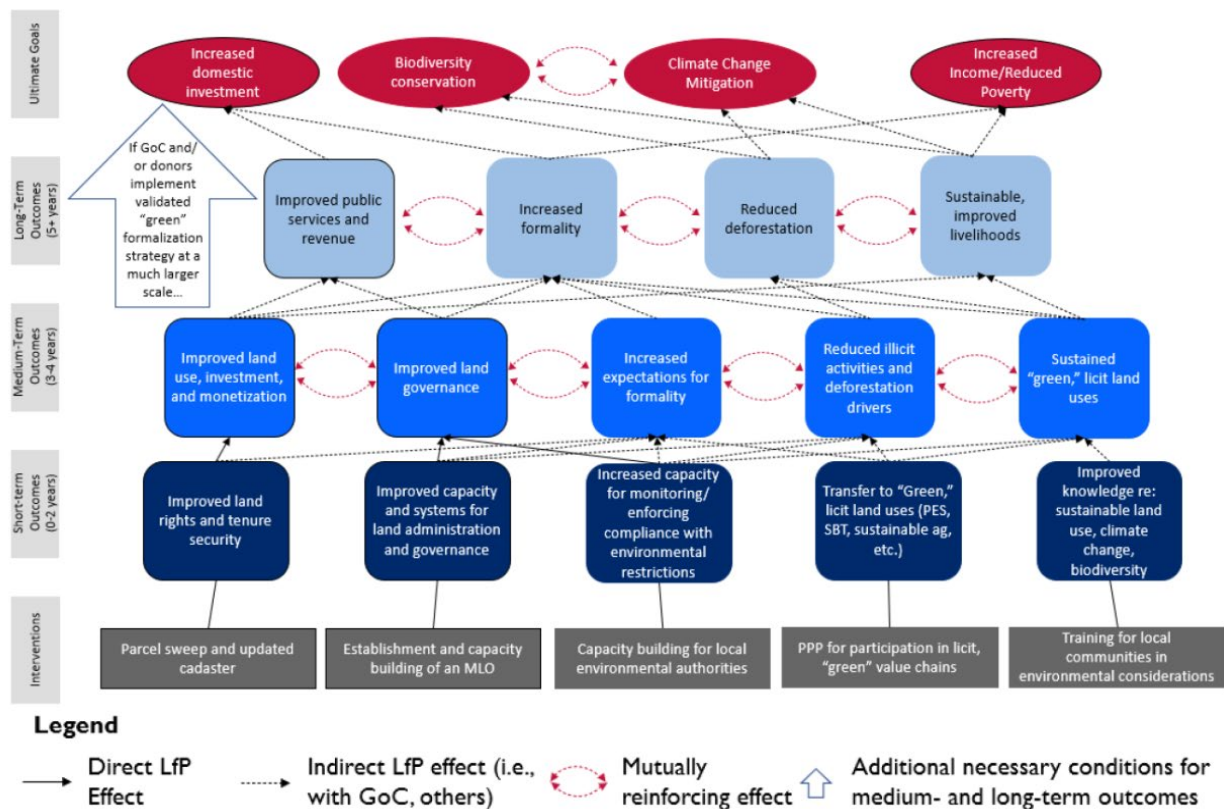 Ultimate Goals
Increased
domestic
investment
Biodiversity
conservation
Climate Change
Mitigation
Increased
Income/Reduced
Poverty
If GoC and/
or donors
implement
validated
“green”
formalization
strategy at a
much larger
scale…
Long-Term
Outcomes
(5+ years)
Improved public
services and
revenue
Increased
formality
Reduced
deforestation
Sustainable,
improved
livelihoods
Medium-Term
Outcomes
(3-4 years)
Improved land
use, investment,
and monetization
Improved land
governance
Increased
expectations for
formality
Reduced illicit
activities and
deforestation
drivers
Sustained
“green,” licit land
uses
Short-term
Outcomes
(0-2 years)
Improved land
rights and tenure
security
Improved capacity
and systems for
land administration
and governance
Increased capacity
for monitoring/
enforcing
compliance with
environmental
restrictions
Transfer to “Green,”
licit land uses (PES,
SBT, sustainable ag,
etc.)
Improved
knowledge re:
sustainable land
use, climate
change,
biodiversity
Interventions
Parcel sweep and updated
cadaster
Establishment and capacity
building of an MLO
Capacity building for local
environmental authorities
PPP for participation in licit,
“green” value chains
Training for local
communities in
environmental considerations
Legend
Direct LfP
Effect
Indirect LfP effect (i.e.,
with GoC, others)
Mutually
reinforcing effect
Additional necessary conditions for
medium- and long-term outcomes